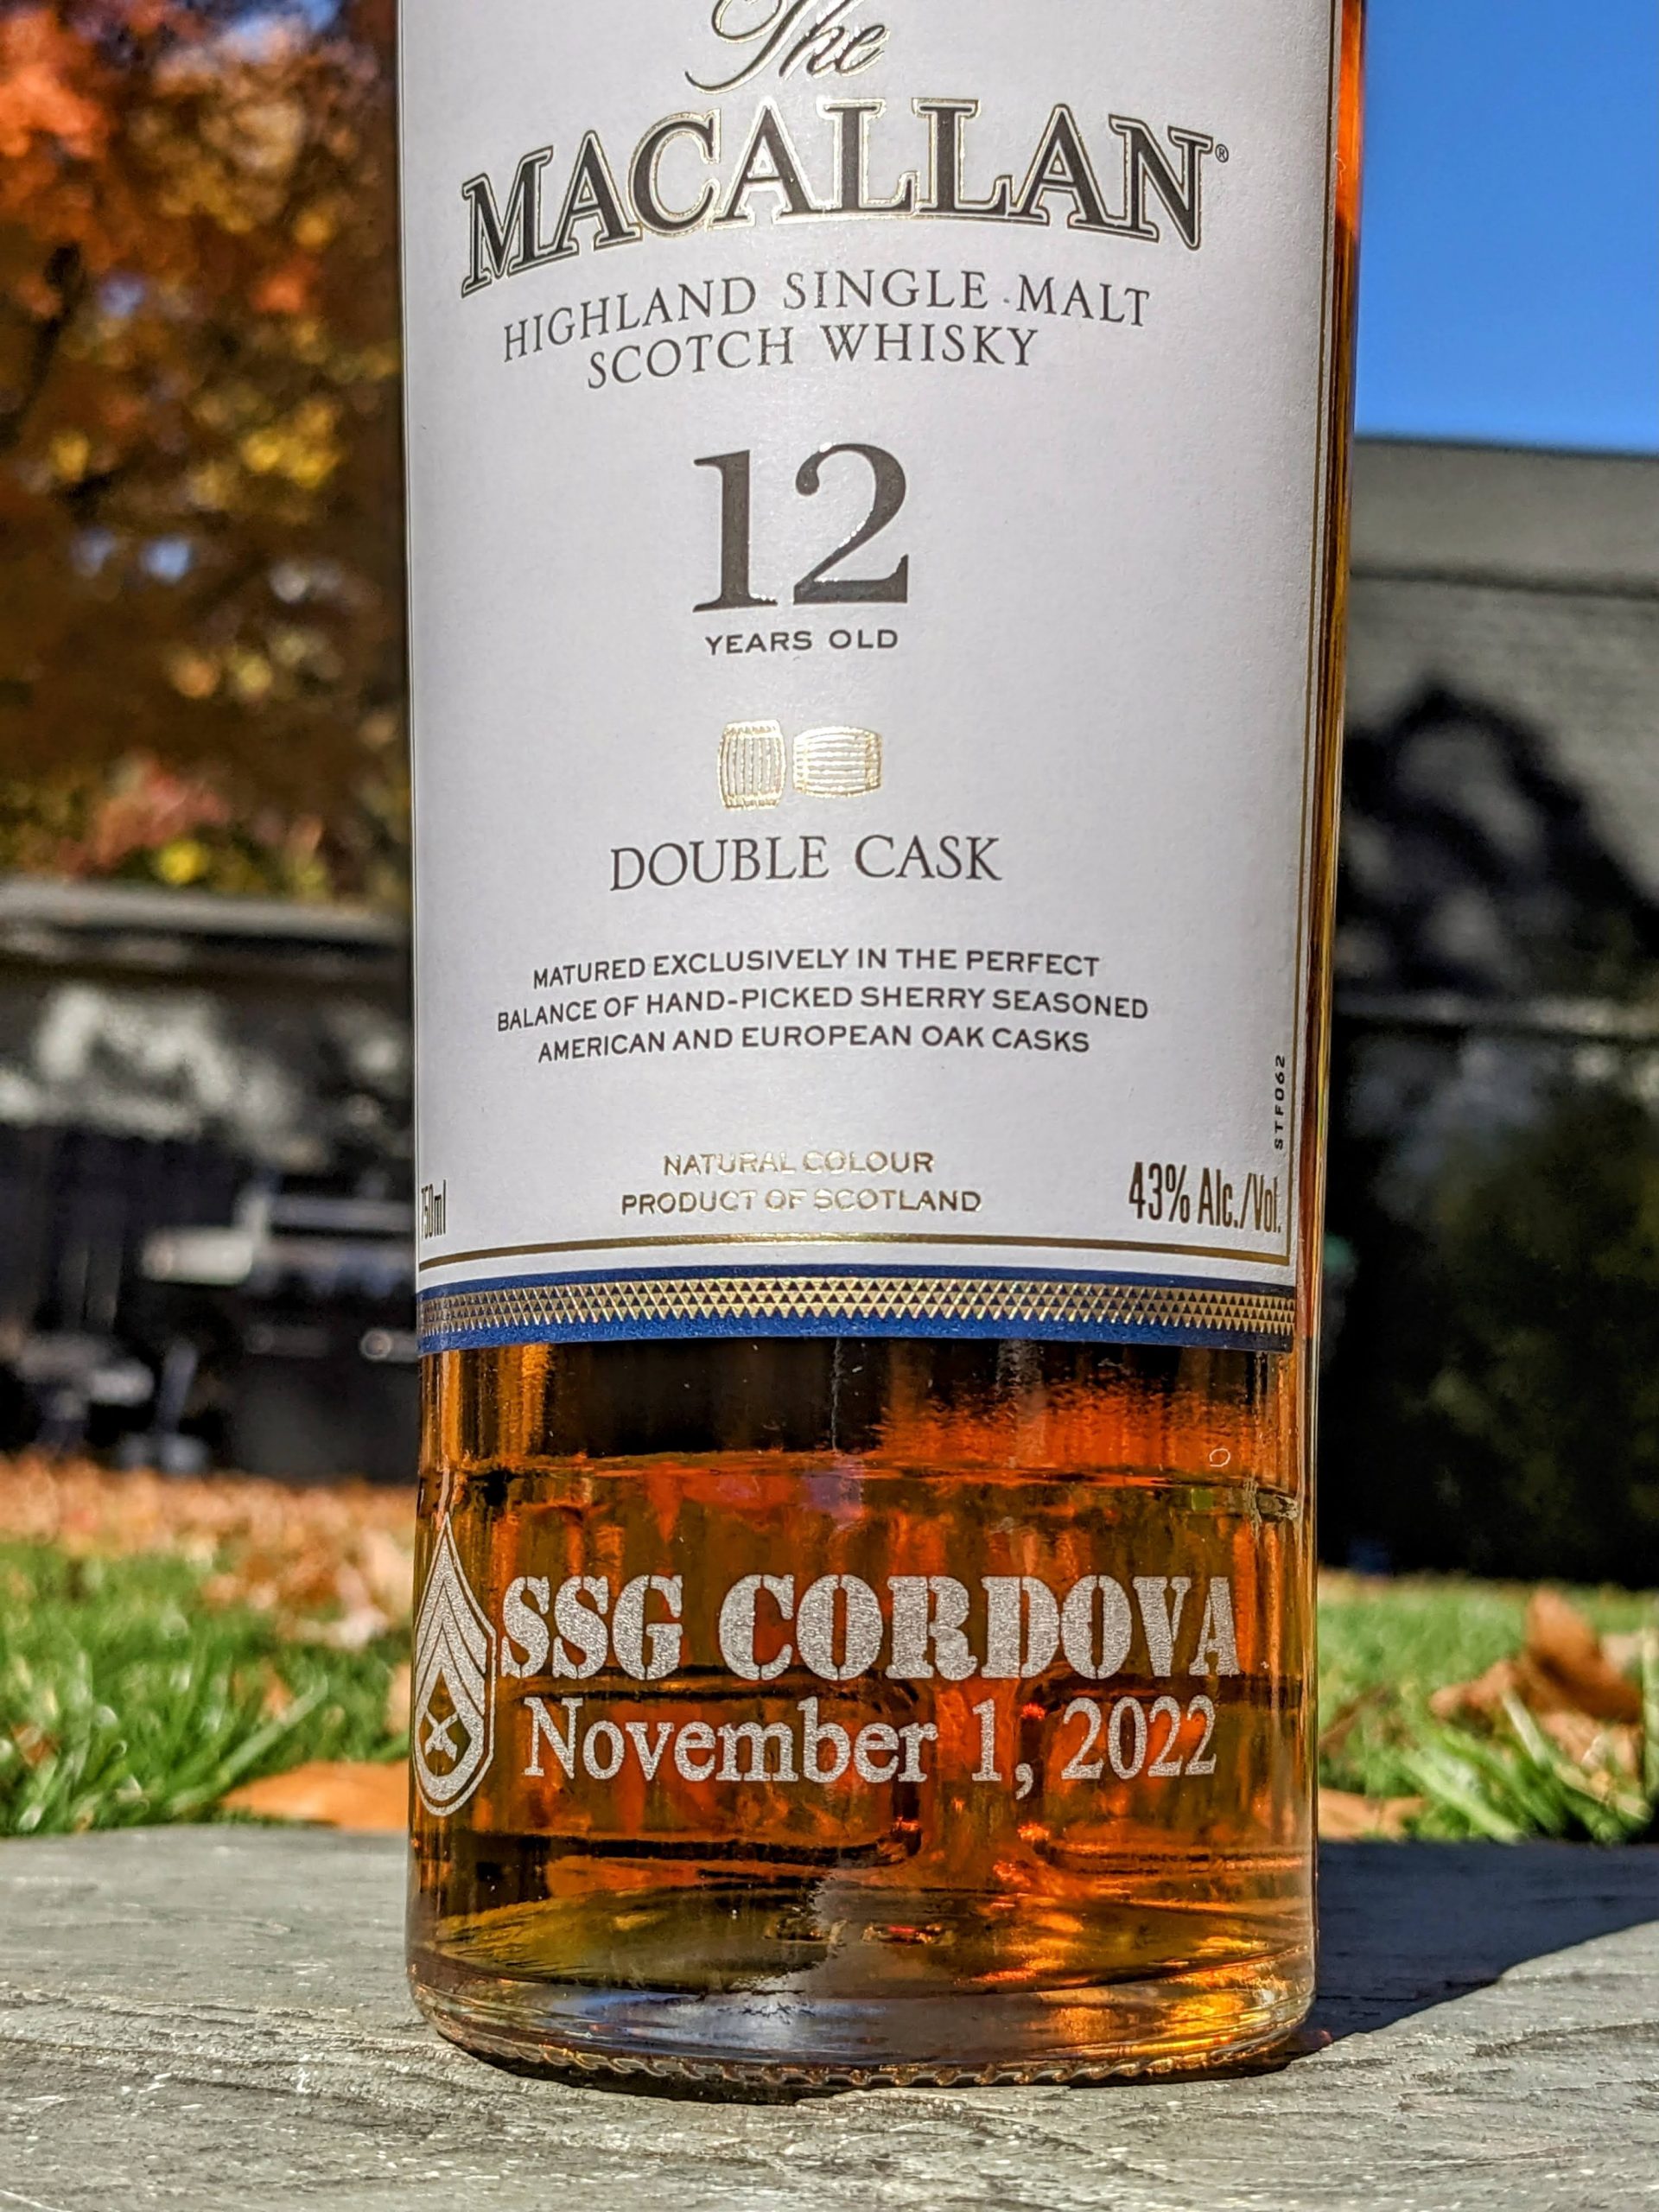 The
MACALLAN®
HIGHLAND SINGLE MALT
SCOTCH WHISKY
12
YEARS OLD
DOUBLE CASK
MATURED EXCLUSIVELY IN THE PERFECT
BALANCE OF HAND-PICKED SHERRY SEASONED
AMERICAN AND EUROPEAN OAK CASKS
STF062
NATURAL COLOUR
PRODUCT OF SCOTLAND
750ml
43% Alc./Vol.
SSG CORDOVA
November 1, 2022